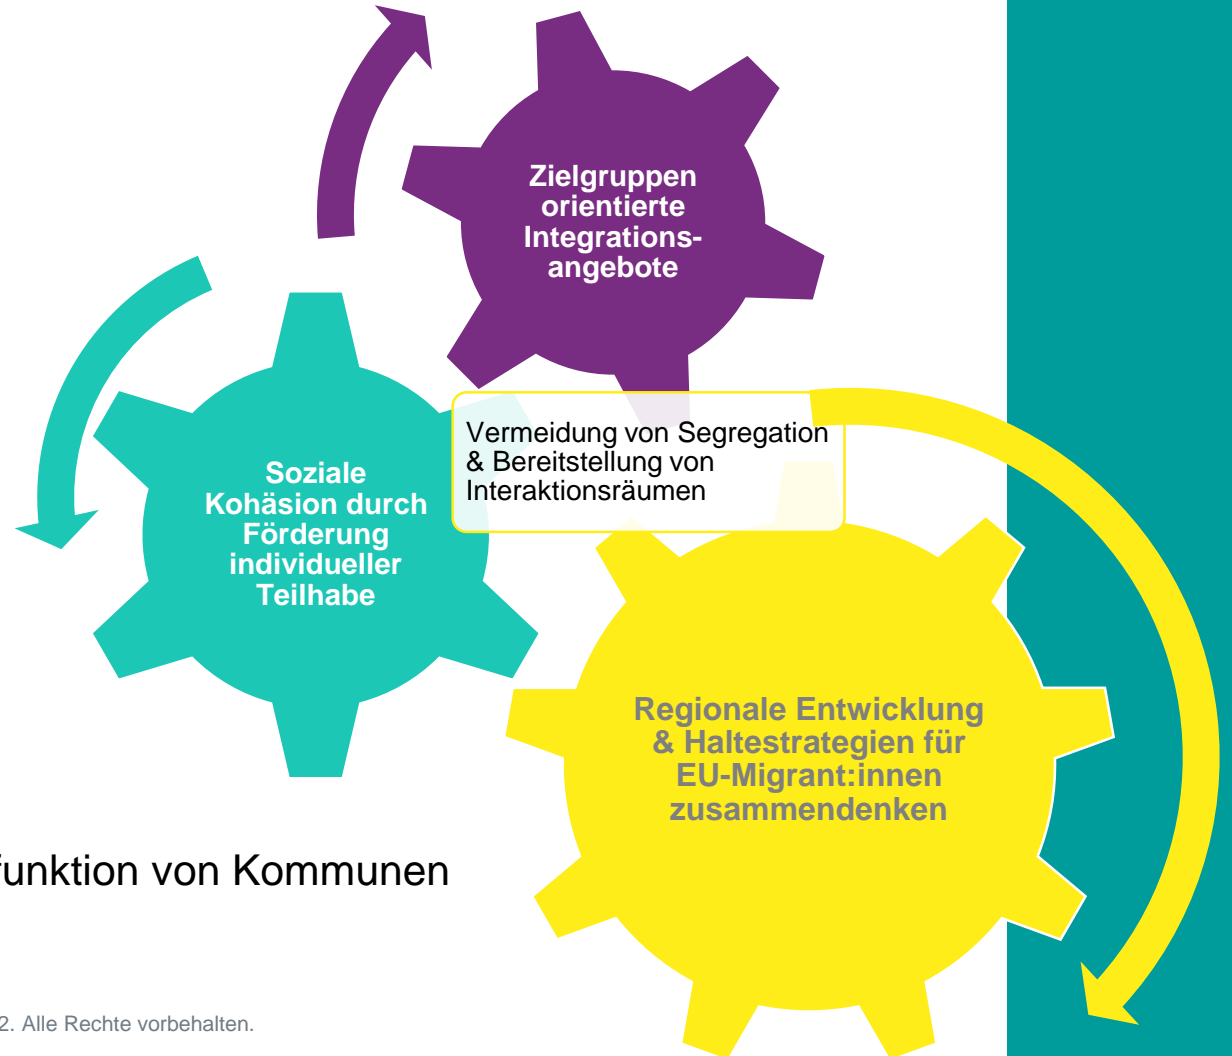 Zielgruppen
orientierte
Integrations-
angebote
Vermeidung von Segregation
& Bereitstellung von
Interaktionsräumen
Soziale
Kohäsion durch
Förderung
individueller
Teilhabe
Regionale Entwicklung
& Haltestrategien für
EU-Migrant:innen
zusammendenken
funktion von Kommunen
2. Alle Rechte vorbehalten.